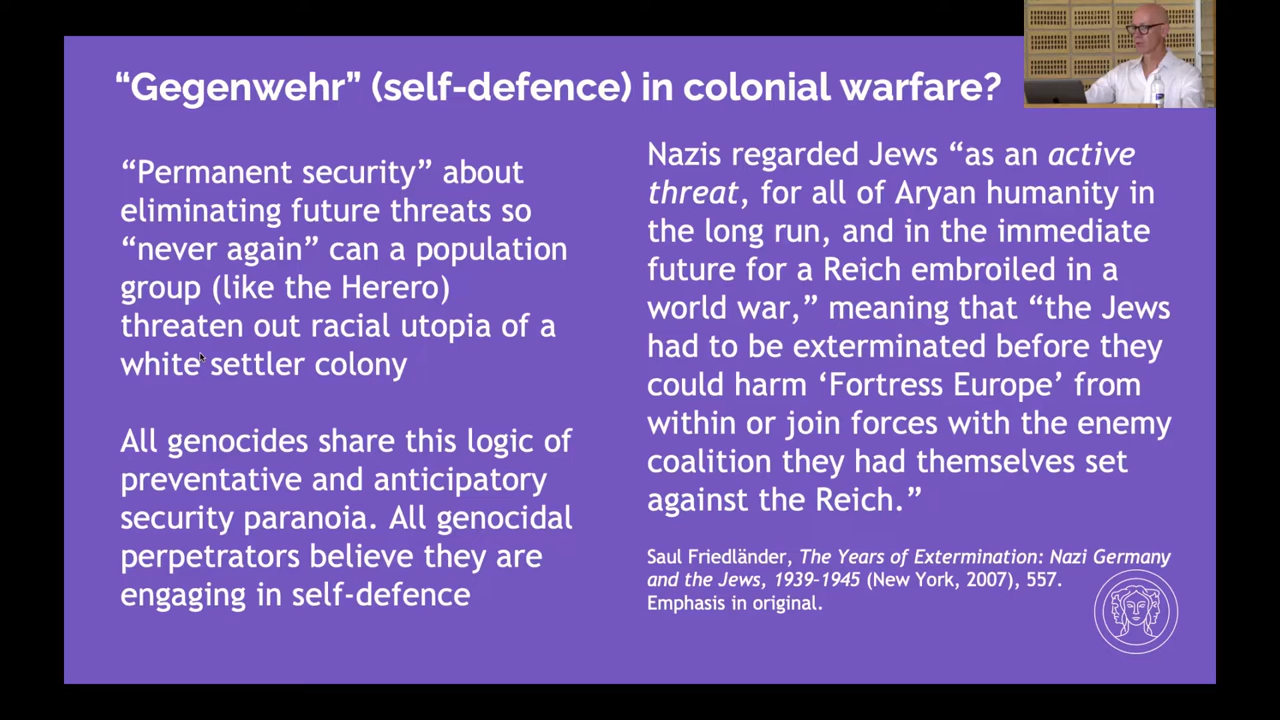 “Gegenwehr” (self-defence) in colonial warfare?
“Permanent security” about
eliminating future threats so
“never again” can a population
group (like the Herero)
threaten out racial utopia of a
white settler colony
All genocides share this logic of
preventative and anticipatory
security paranoia. All genocidal
perpetrators believe they are
engaging in self-defence
Nazis regarded Jews “as an active
threat, for all of Aryan humanity in
the long run, and in the immediate
future for a Reich embroiled in a
world war,” meaning that “the Jews
had to be exterminated before they
could harm ‘Fortress Europe’ from
within or join forces with the enemy
coalition they had themselves set
against the Reich.”
Saul Friedländer, The Years of Extermination: Nazi Germany
and the Jews, 1939–1945 (New York, 2007), 557.
Emphasis in original.